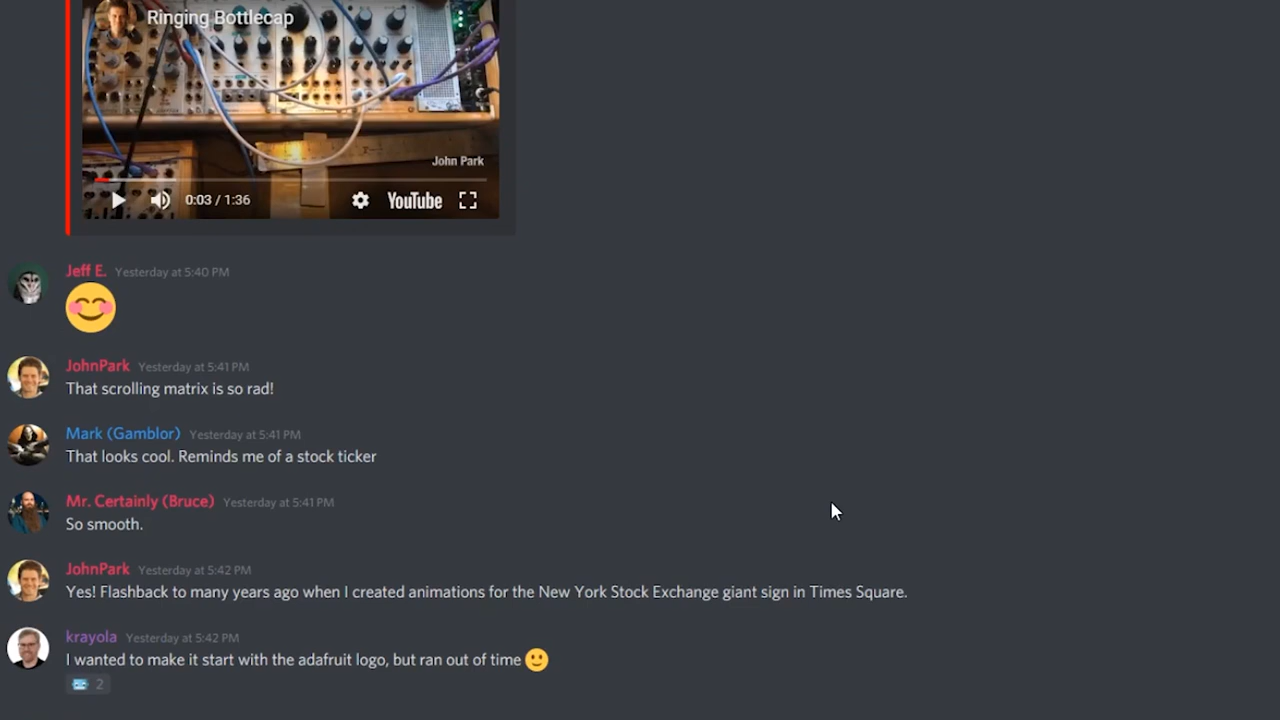 Ringing Bottlecap
John Park
0:03 / 1:36
YouTube
Jeff E. Yesterday at 5:40 PM
JohnPark Yesterday at 5:41 PM
That scrolling matrix is so rad!
Mark (Gamblor) Yesterday at 5:41 PM
That looks cool. Reminds me of a stock ticker
Mr. Certainly (Bruce) Yesterday at 5:41 PM
So smooth.
JohnPark Yesterday at 5:42 PM
Yes! Flashback to many years ago when I created animations for the New York Stock Exchange giant sign in Times Square.
krayola Yesterday at 5:42 PM
I wanted to make it start with the adafruit logo, but ran out of time
2